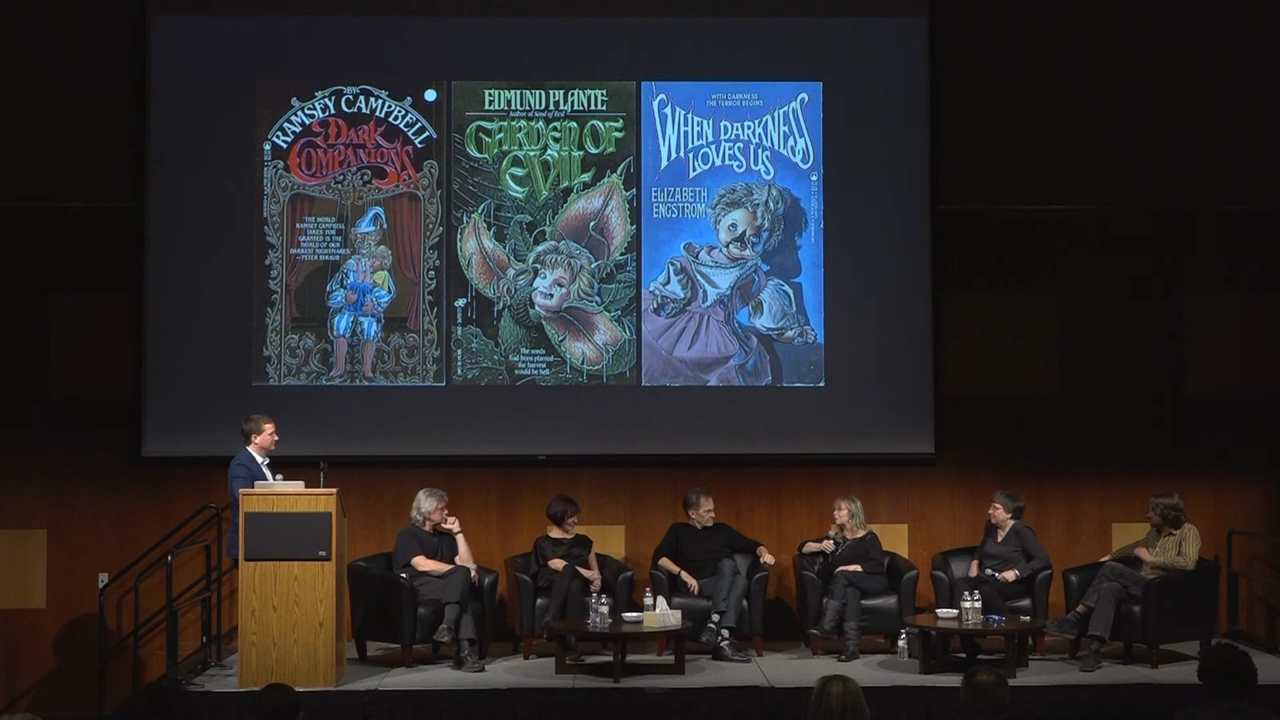 BY
RAMSEY CAMPBELL
DARK
COMPANIONS
"THE WORLD
RAMSEY CAMPBELL
TAKES FOR
GRANTED IS THE
WORLD OF OUR
DARKEST NIGHTMARES."
—PETER STRAUB
EDMUND PLANTE
Author of Seed of Evil
GARDEN OF
EVIL
The seeds
had been planted—
the harvest
would be hell
WITH DARKNESS
THE TERROR BEGINS
WHEN DARKNESS
LOVES US
ELIZABETH
ENGSTROM